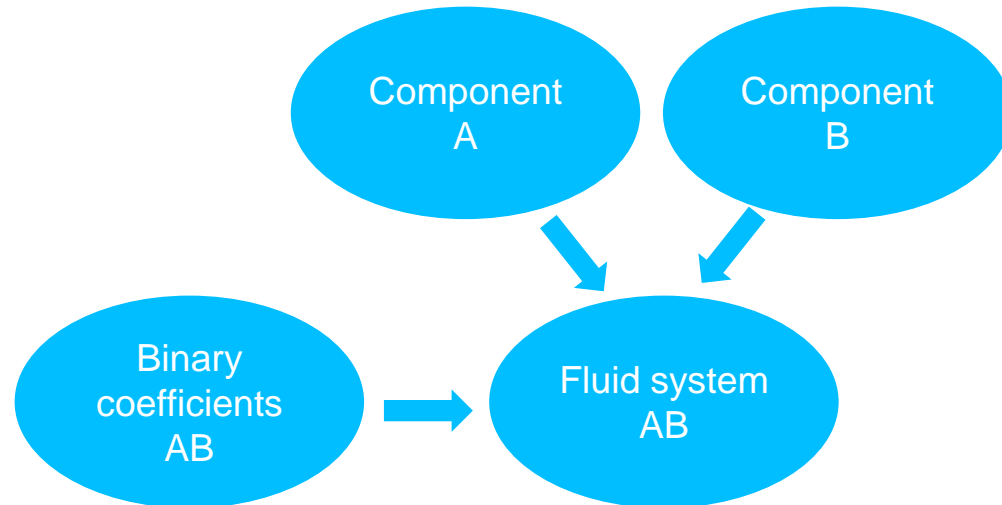 Component
A
Component
B
Binary
coefficients
AB
Fluid system
AB